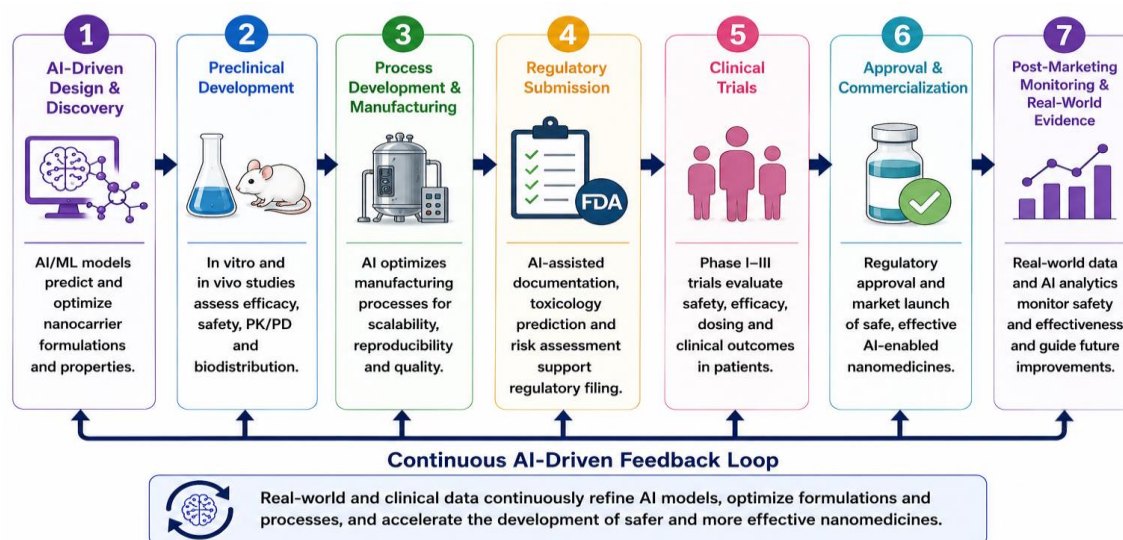 1
AI-Driven
Design &
Discovery
AI/ML models
predict and
optimize
nanocarrier
formulations
and properties.
2
Preclinical
Development
In vitro and
in vivo studies
assess efficacy,
safety, PK/PD
and
biodistribution.
3
Process
Development &
Manufacturing
AI optimizes
manufacturing
processes for
scalability,
reproducibility
and quality.
4
Regulatory
Submission
FDA
AI-assisted
documentation,
toxicology
prediction and
risk assessment
support
regulatory filing.
5
Clinical
Trials
Phase I–III
trials evaluate
safety, efficacy,
dosing and
clinical outcomes
in patients.
6
Approval &
Commercialization
Regulatory
approval and
market launch
of safe, effective
AI-enabled
nanomedicines.
7
Post-Marketing
Monitoring &
Real-World
Evidence
Real-world data
and AI analytics
monitor safety
and effectiveness
and guide future
improvements.
Continuous AI-Driven Feedback Loop
Real-world and clinical data continuously refine AI models, optimize formulations and
processes, and accelerate the development of safer and more effective nanomedicines.